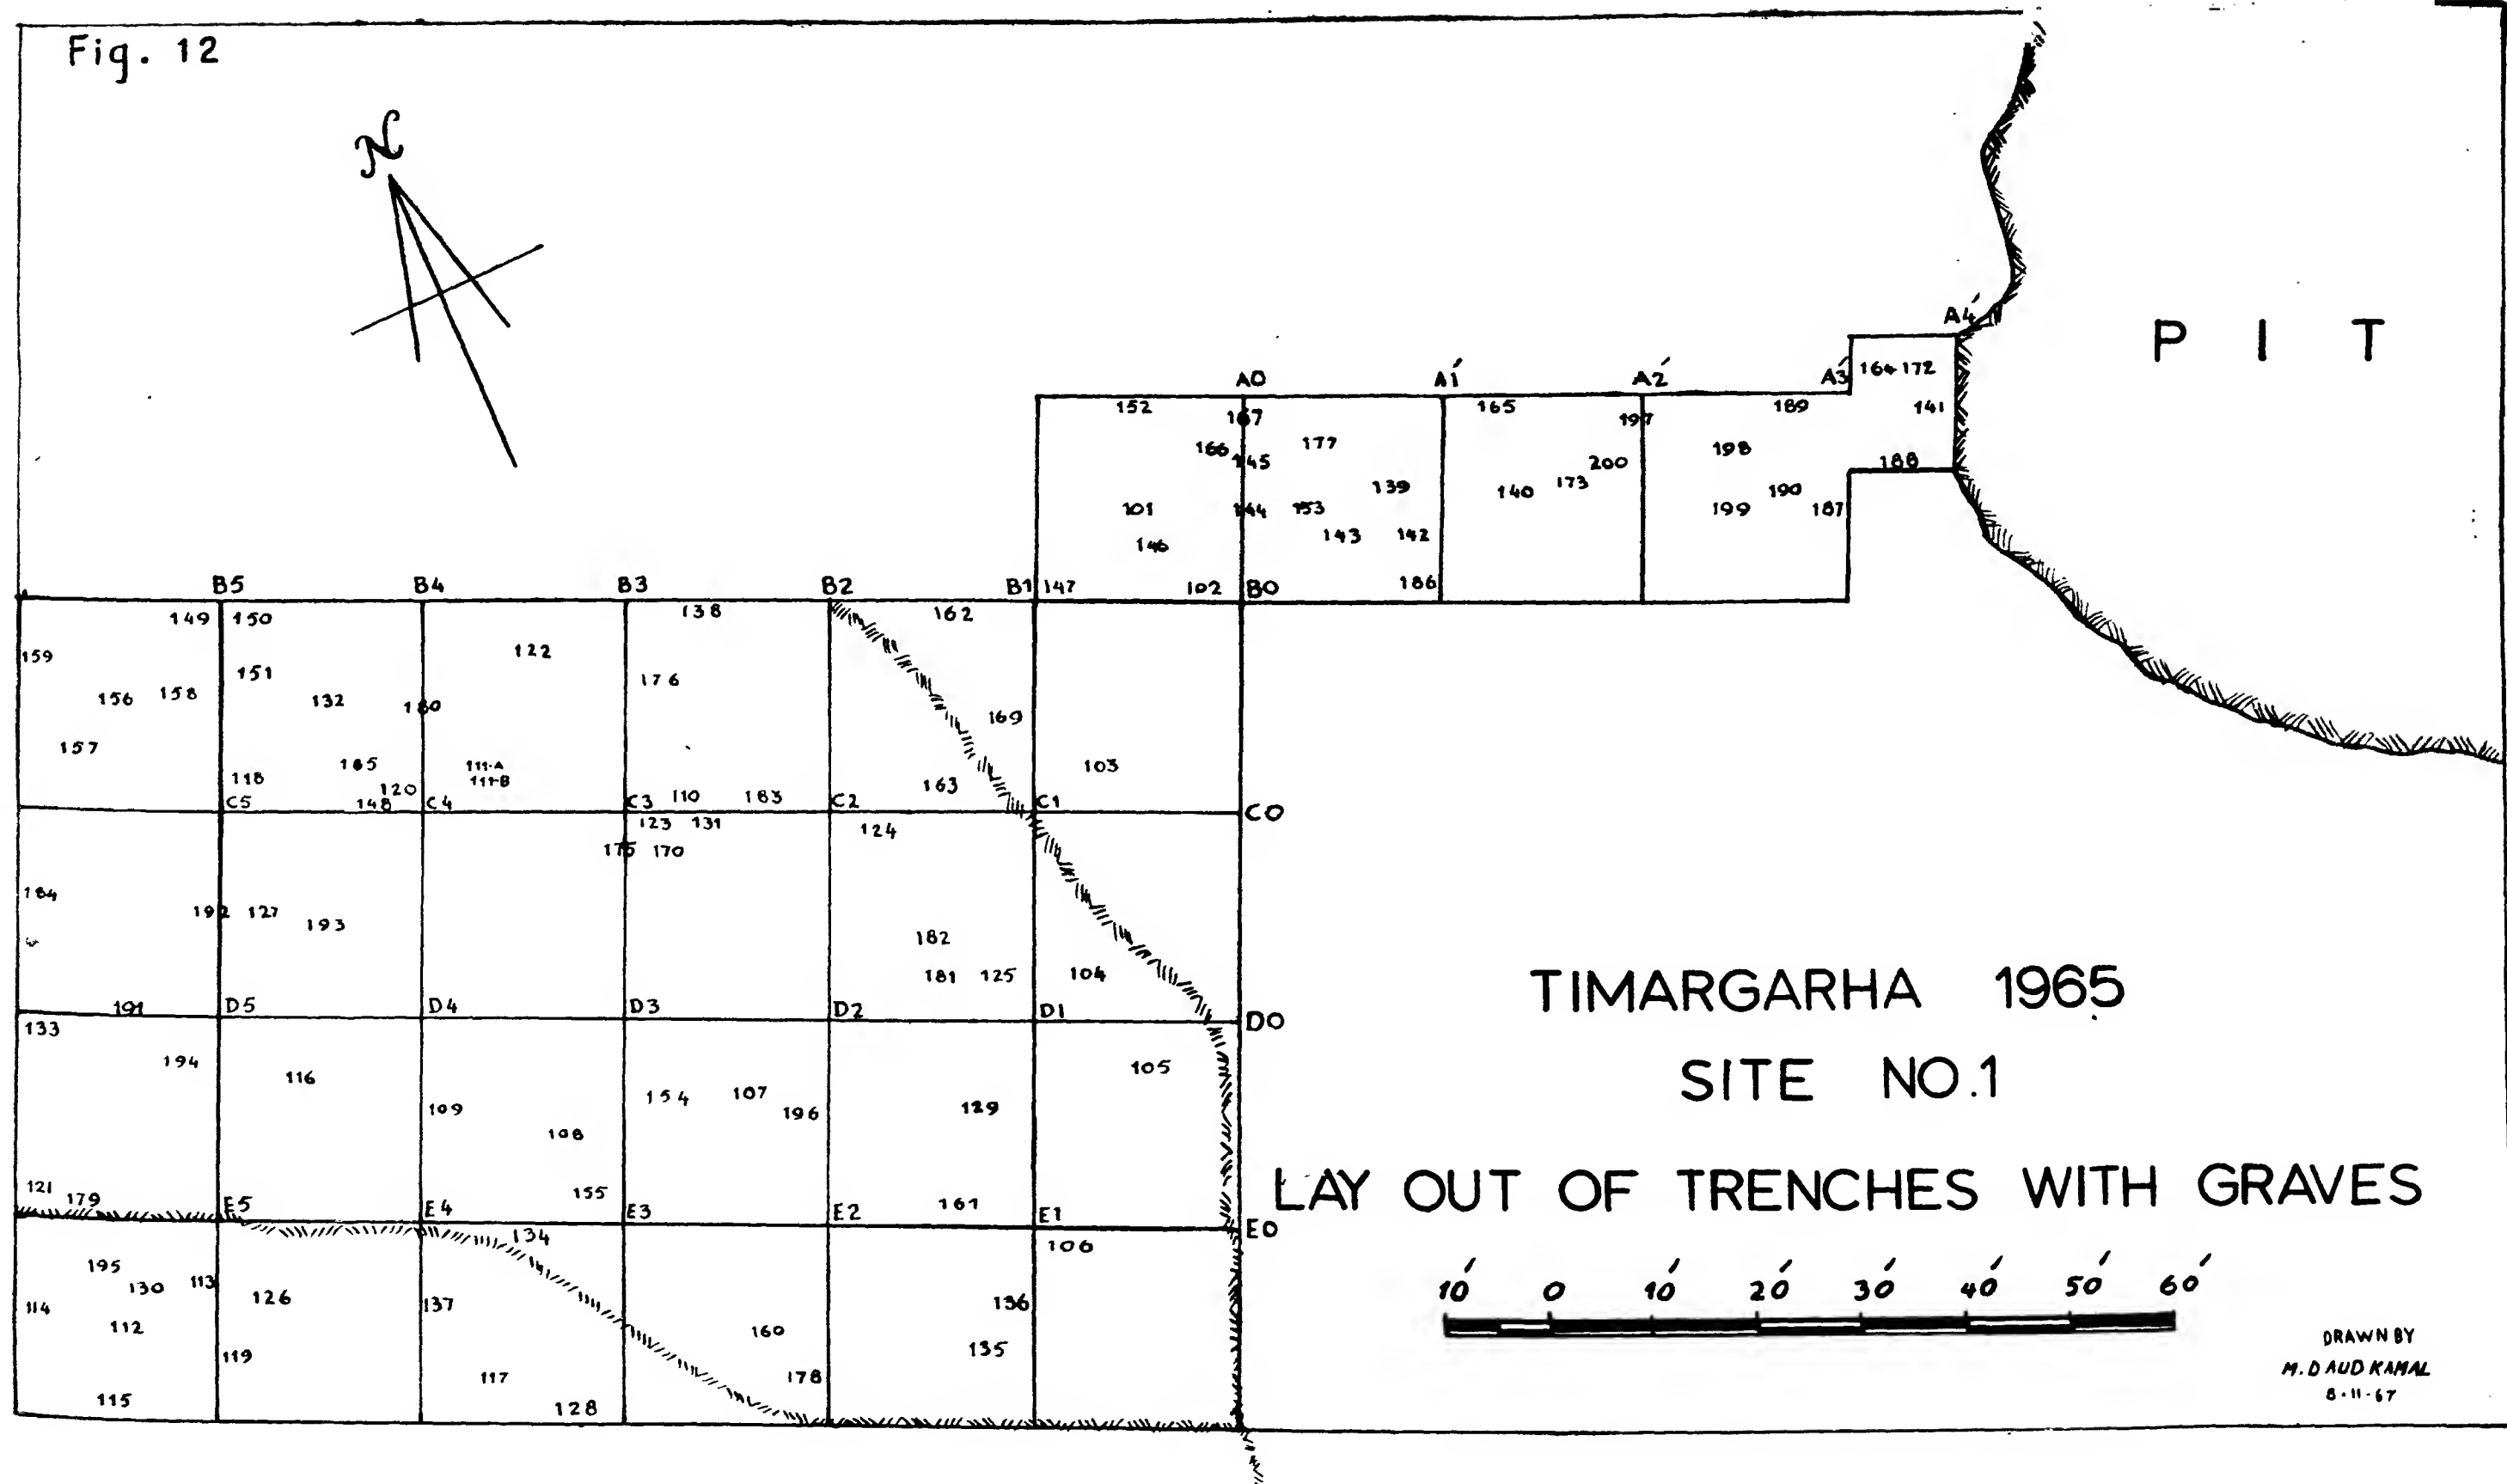 Fig. 12
N
A4′
P I T
A0 A1′ A2′ A3′ 164 172
152 167 165 197 189 141
166 145 177 198 188
101 144 153 139 140 173 200 199 190 187
146 143 142
B5 B4 B3 B2 B1 147 102 B0 186
149 150 138 162
159 151 122 176
156 158 132 180 169
157 118 185 111-A 163 103
120 111-B
C5 148 C4 C3 110 183 C2 C1 C0
123 131 124
175 170
184 192 127 193 182
181 125 104
191 D5 D4 D3 D2 D1 D0
133
194 116 105
109 154 107 196 129
108
121 179 155 161
E5 E4 E3 E2 E1 E0
134 106
195 130 113 126 137 136
114 112 160
119 135
117 178
115 128
TIMARGARHA 1965
SITE NO.1
LAY OUT OF TRENCHES WITH GRAVES
10′ 0 10′ 20′ 30′ 40′ 50′ 60′
DRAWN BY
M. DAUD KAMAL
8-11-67